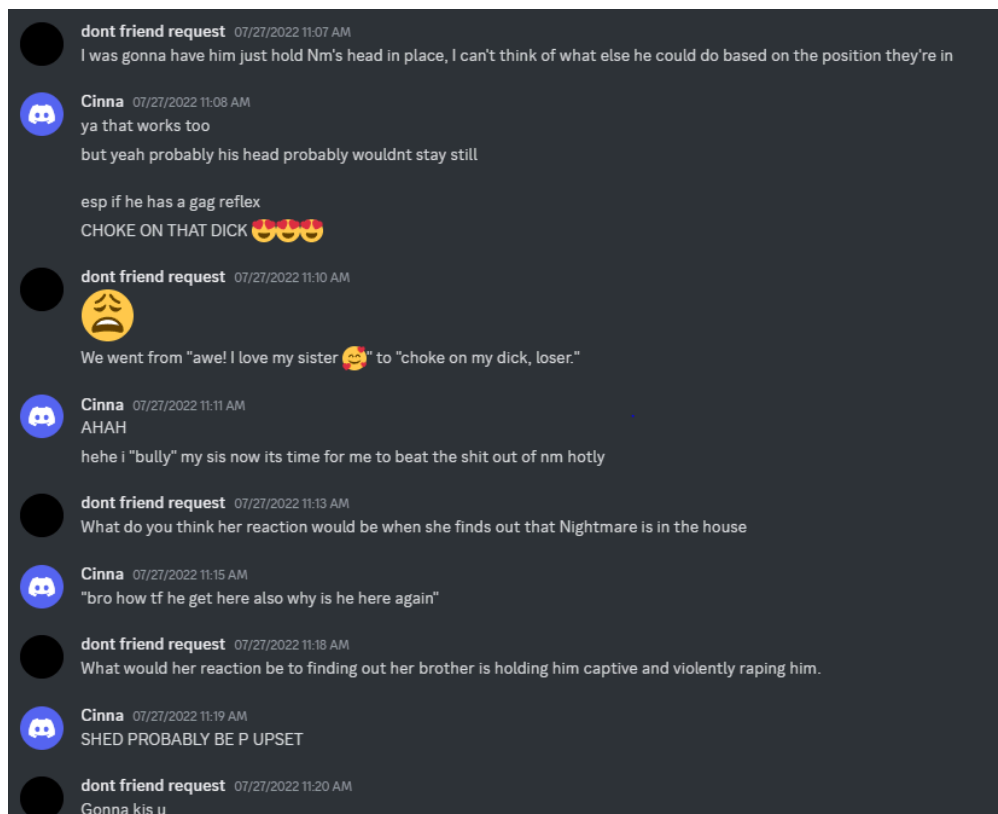 dont friend request 07/27/2022 11:07 AM
I was gonna have him just hold Nm's head in place, I can't think of what else he could do based on the position they're in
Cinna 07/27/2022 11:08 AM
ya that works too
but yeah probably his head probably wouldnt stay still
esp if he has a gag reflex
CHOKE ON THAT DICK 😍😍😍
dont friend request 07/27/2022 11:10 AM
😩
We went from "awe! I love my sister 🥰" to "choke on my dick, loser."
Cinna 07/27/2022 11:11 AM
AHAH
hehe i "bully" my sis now its time for me to beat the shit out of nm hotly
dont friend request 07/27/2022 11:13 AM
What do you think her reaction would be when she finds out that Nightmare is in the house
Cinna 07/27/2022 11:15 AM
"bro how tf he get here also why is he here again"
dont friend request 07/27/2022 11:18 AM
What would her reaction be to finding out her brother is holding him captive and violently raping him.
Cinna 07/27/2022 11:19 AM
SHED PROBABLY BE P UPSET
dont friend request 07/27/2022 11:20 AM
Gonna kis u